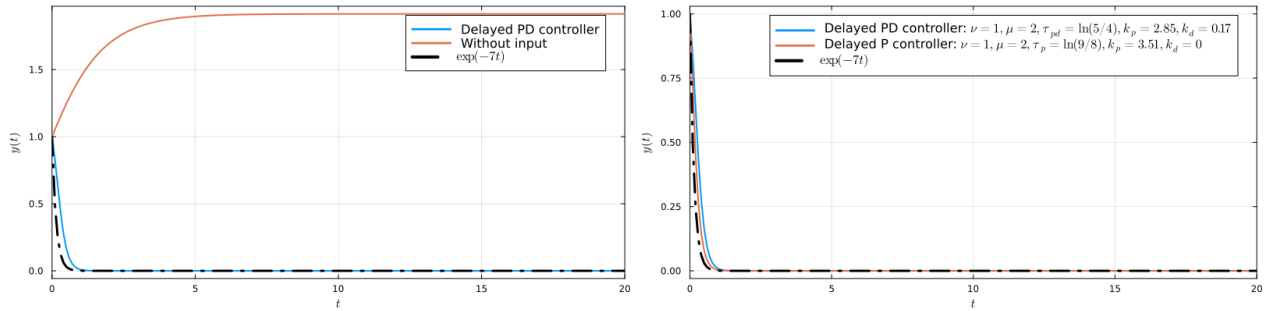 Delayed PD controller
Without input
exp(−7t)
1.5
1.0
0.5
0.0
y(t)
0
5
10
15
20
t
Delayed PD controller: ν = 1, μ = 2, τ_pd = ln(5/4), k_p = 2.85, k_d = 0.17
Delayed P controller: ν = 1, μ = 2, τ_p = ln(9/8), k_p = 3.51, k_d = 0
exp(−7t)
1.00
0.75
0.50
0.25
0.00
y(t)
0
5
10
15
20
t